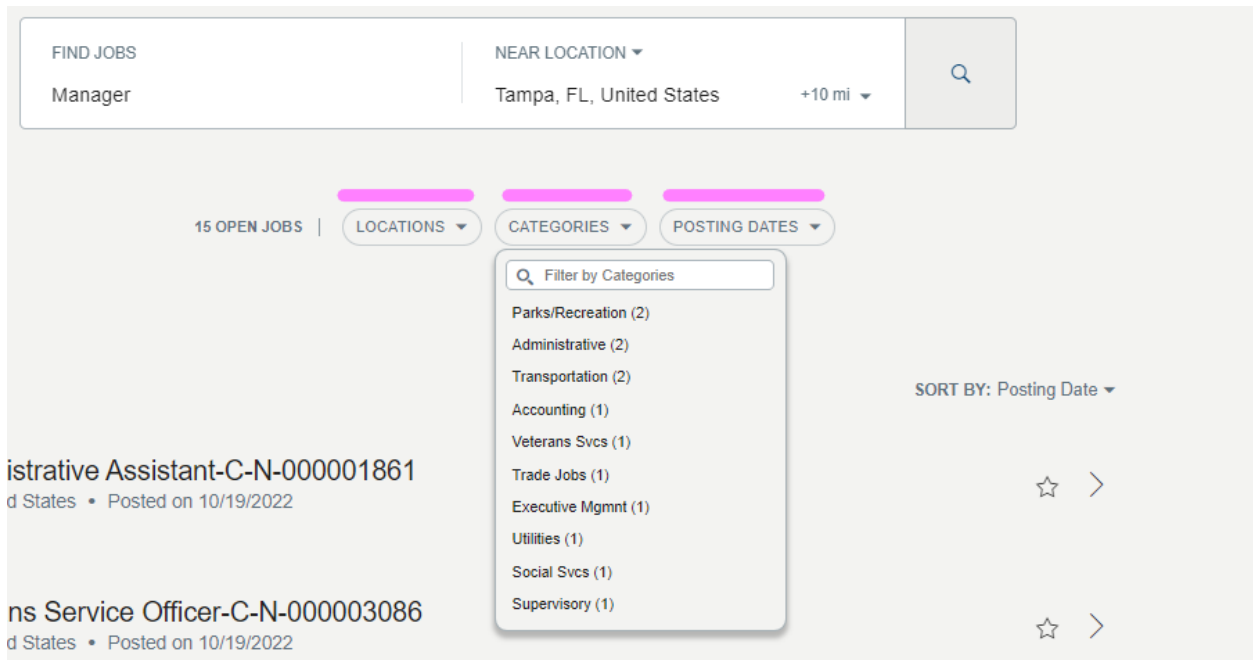 FIND JOBS
NEAR LOCATION
Manager
Tampa, FL, United States
+10 mi
15 OPEN JOBS |
LOCATIONS
CATEGORIES
POSTING DATES
Filter by Categories
Parks/Recreation (2)
Administrative (2)
Transportation (2)
Accounting (1)
Veterans Svcs (1)
Trade Jobs (1)
Executive Mgmnt (1)
Utilities (1)
Social Svcs (1)
Supervisory (1)
SORT BY: Posting Date
istrative Assistant-C-N-000001861
d States • Posted on 10/19/2022
ns Service Officer-C-N-000003086
d States • Posted on 10/19/2022